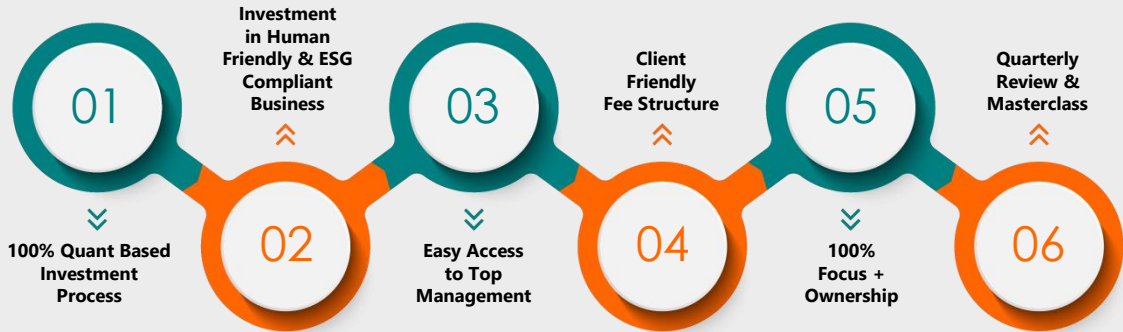 01
100% Quant Based
Investment
Process
Investment
in Human
Friendly & ESG
Compliant
Business
02
03
Easy Access
to Top
Management
Client
Friendly
Fee Structure
04
05
100%
Focus +
Ownership
Quarterly
Review &
Masterclass
06